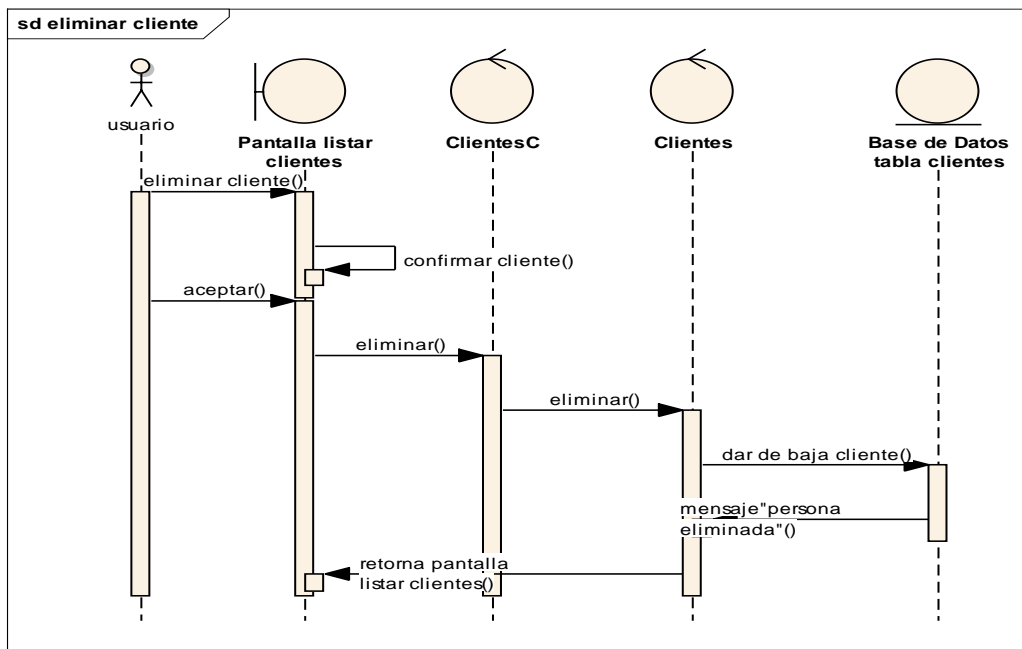 sd eliminar cliente
usuario
Pantalla listar
clientes
ClientesC
Clientes
Base de Datos
tabla clientes
eliminar cliente()
confirmar cliente()
aceptar()
eliminar()
eliminar()
dar de baja cliente()
mensaje"persona
eliminada"()
retorna pantalla
listar clientes()